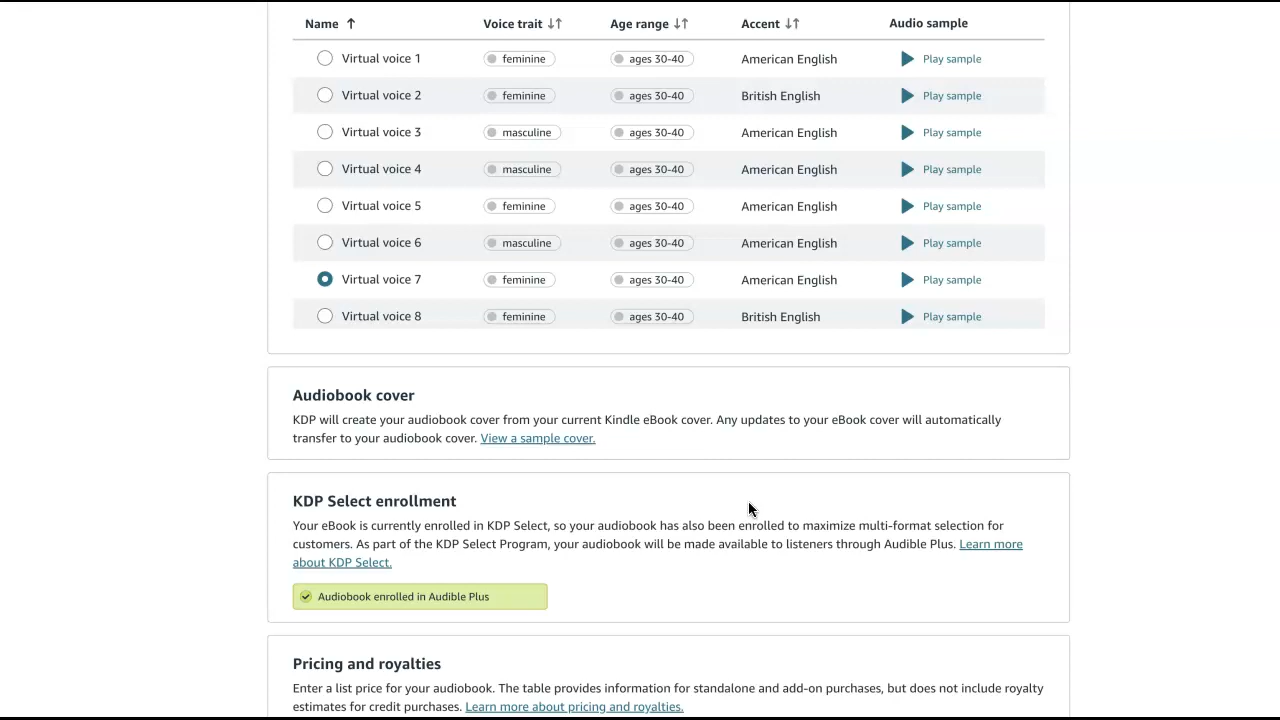 Name ↑ Voice trait ↓↑ Age range ↓↑ Accent ↓↑ Audio sample
Virtual voice 1 feminine ages 30-40 American English Play sample
Virtual voice 2 feminine ages 30-40 British English Play sample
Virtual voice 3 masculine ages 30-40 American English Play sample
Virtual voice 4 masculine ages 30-40 American English Play sample
Virtual voice 5 feminine ages 30-40 American English Play sample
Virtual voice 6 masculine ages 30-40 American English Play sample
Virtual voice 7 feminine ages 30-40 American English Play sample
Virtual voice 8 feminine ages 30-40 British English Play sample
Audiobook cover
KDP will create your audiobook cover from your current Kindle eBook cover. Any updates to your eBook cover will automatically
transfer to your audiobook cover. View a sample cover.
KDP Select enrollment
Your eBook is currently enrolled in KDP Select, so your audiobook has also been enrolled to maximize multi-format selection for
customers. As part of the KDP Select Program, your audiobook will be made available to listeners through Audible Plus. Learn more
about KDP Select.
Audiobook enrolled in Audible Plus
Pricing and royalties
Enter a list price for your audiobook. The table provides information for standalone and add-on purchases, but does not include royalty
estimates for credit purchases. Learn more about pricing and royalties.